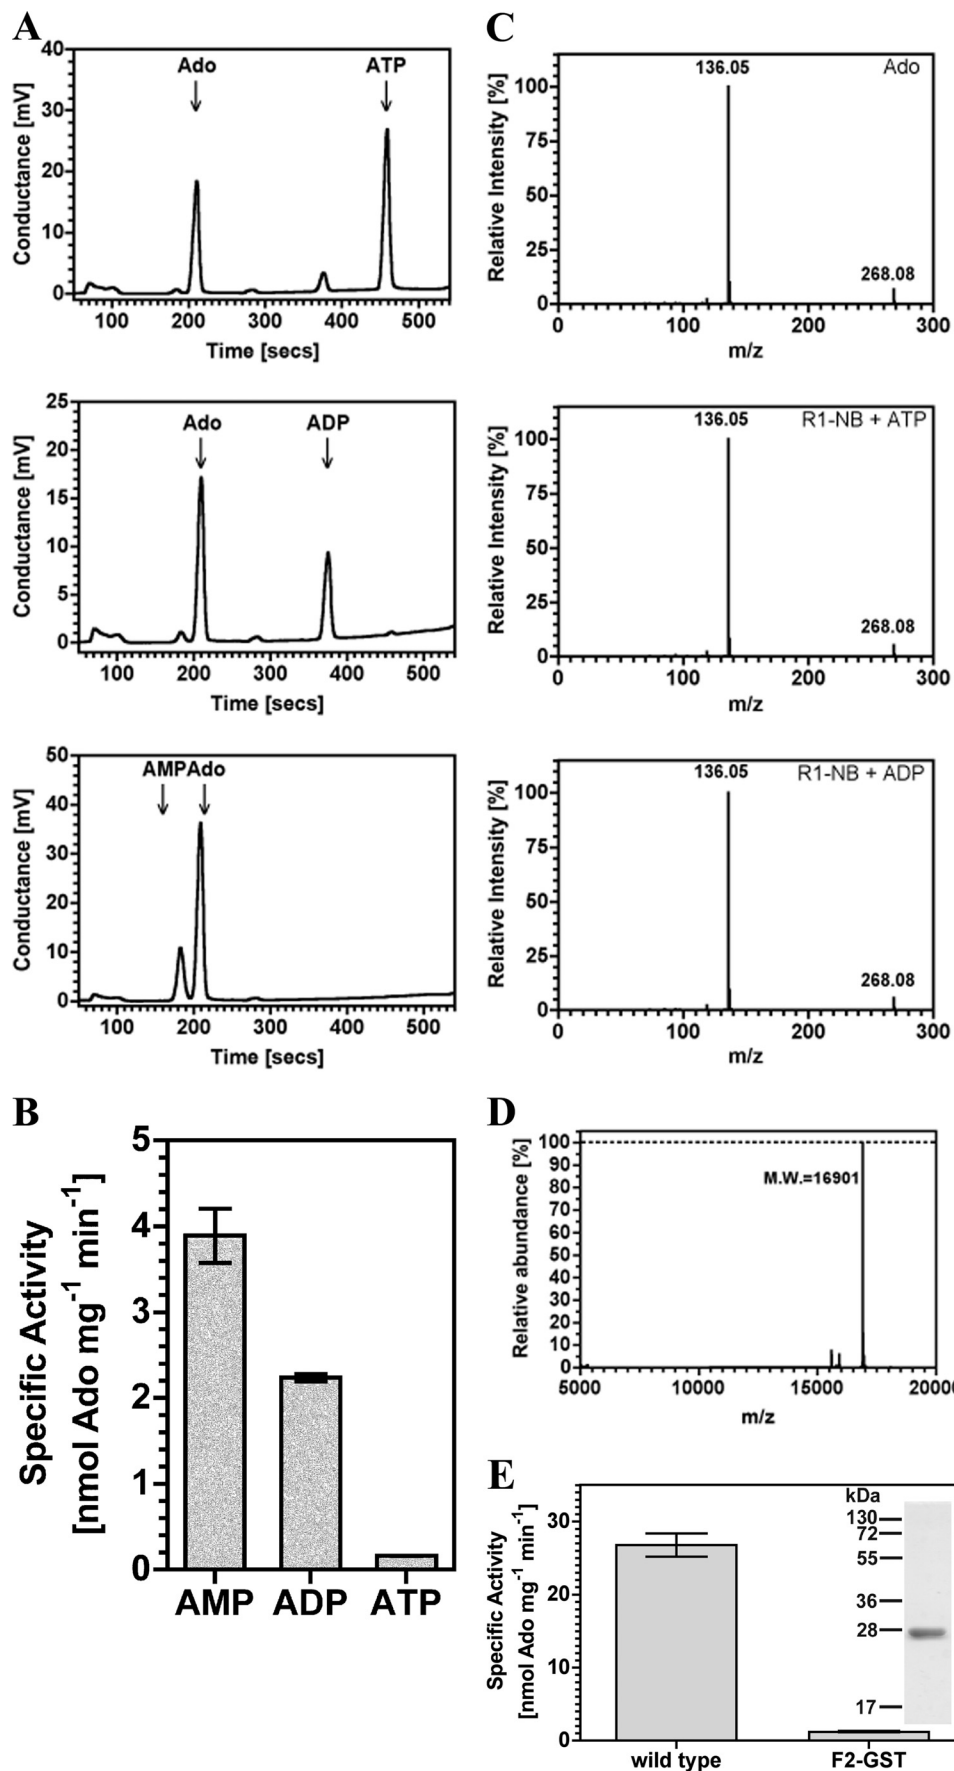 A
40
30
20
10
0
Conductance [mV]
Ado
ATP
100 200 300 400 500
Time [secs]
25
20
15
10
5
0
Conductance [mV]
Ado
ADP
100 200 300 400 500
Time [secs]
50
40
30
20
10
0
Conductance [mV]
AMPAdo
100 200 300 400 500
Time [secs]
C
100
75
50
25
0
Relative Intensity [%]
136.05
Ado
268.08
0 100 200 300
m/z
100
75
50
25
0
Relative Intensity [%]
136.05
R1-NB + ATP
268.08
0 100 200 300
m/z
100
75
50
25
0
Relative Intensity [%]
136.05
R1-NB + ADP
268.08
0 100 200 300
m/z
B
5
4
3
2
1
0
Specific Activity
[nmol Ado mg-1 min-1]
AMP ADP ATP
D
100
90
80
70
60
50
40
30
20
10
0
Relative abundance [%]
M.W.=16901
5000 10000 15000 20000
m/z
E
30
20
10
0
Specific Activity
[nmol Ado mg-1 min-1]
kDa
130
72
55
36
28
17
wild type F2-GST